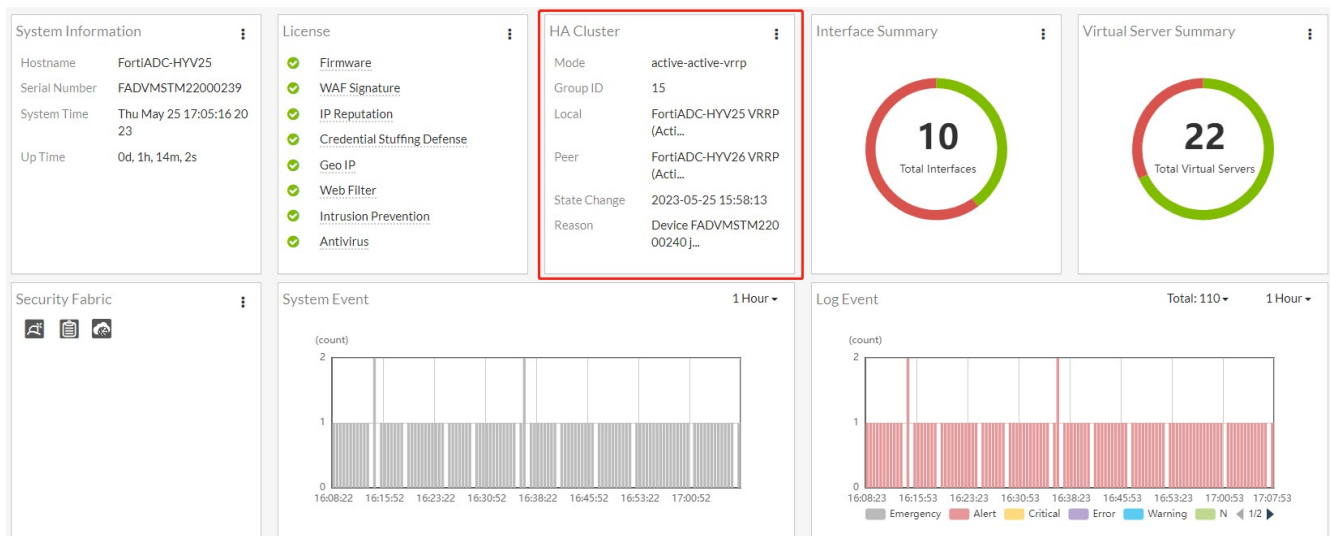 System Information
Hostname FortiADC-HYV25
Serial Number FADVMSTM22000239
System Time Thu May 25 17:05:16 20
23
Up Time 0d, 1h, 14m, 2s
License
Firmware
WAF Signature
IP Reputation
Credential Stuffing Defense
Geo IP
Web Filter
Intrusion Prevention
Antivirus
HA Cluster
Mode active-active-vrrp
Group ID 15
Local FortiADC-HYV25 VRRP
(Acti...
Peer FortiADC-HYV26 VRRP
(Acti...
State Change 2023-05-25 15:58:13
Reason Device FADVMSTM220
00240 j...
Interface Summary
10
Total Interfaces
Virtual Server Summary
22
Total Virtual Servers
Security Fabric
System Event 1 Hour
(count)
2
1
0
16:08:22 16:15:52 16:23:22 16:30:52 16:38:22 16:45:52 16:53:22 17:00:52
Log Event Total: 110 1 Hour
(count)
2
1
0
16:08:23 16:15:53 16:23:23 16:30:53 16:38:23 16:45:53 16:53:23 17:00:53 17:07:53
Emergency Alert Critical Error Warning N 1/2